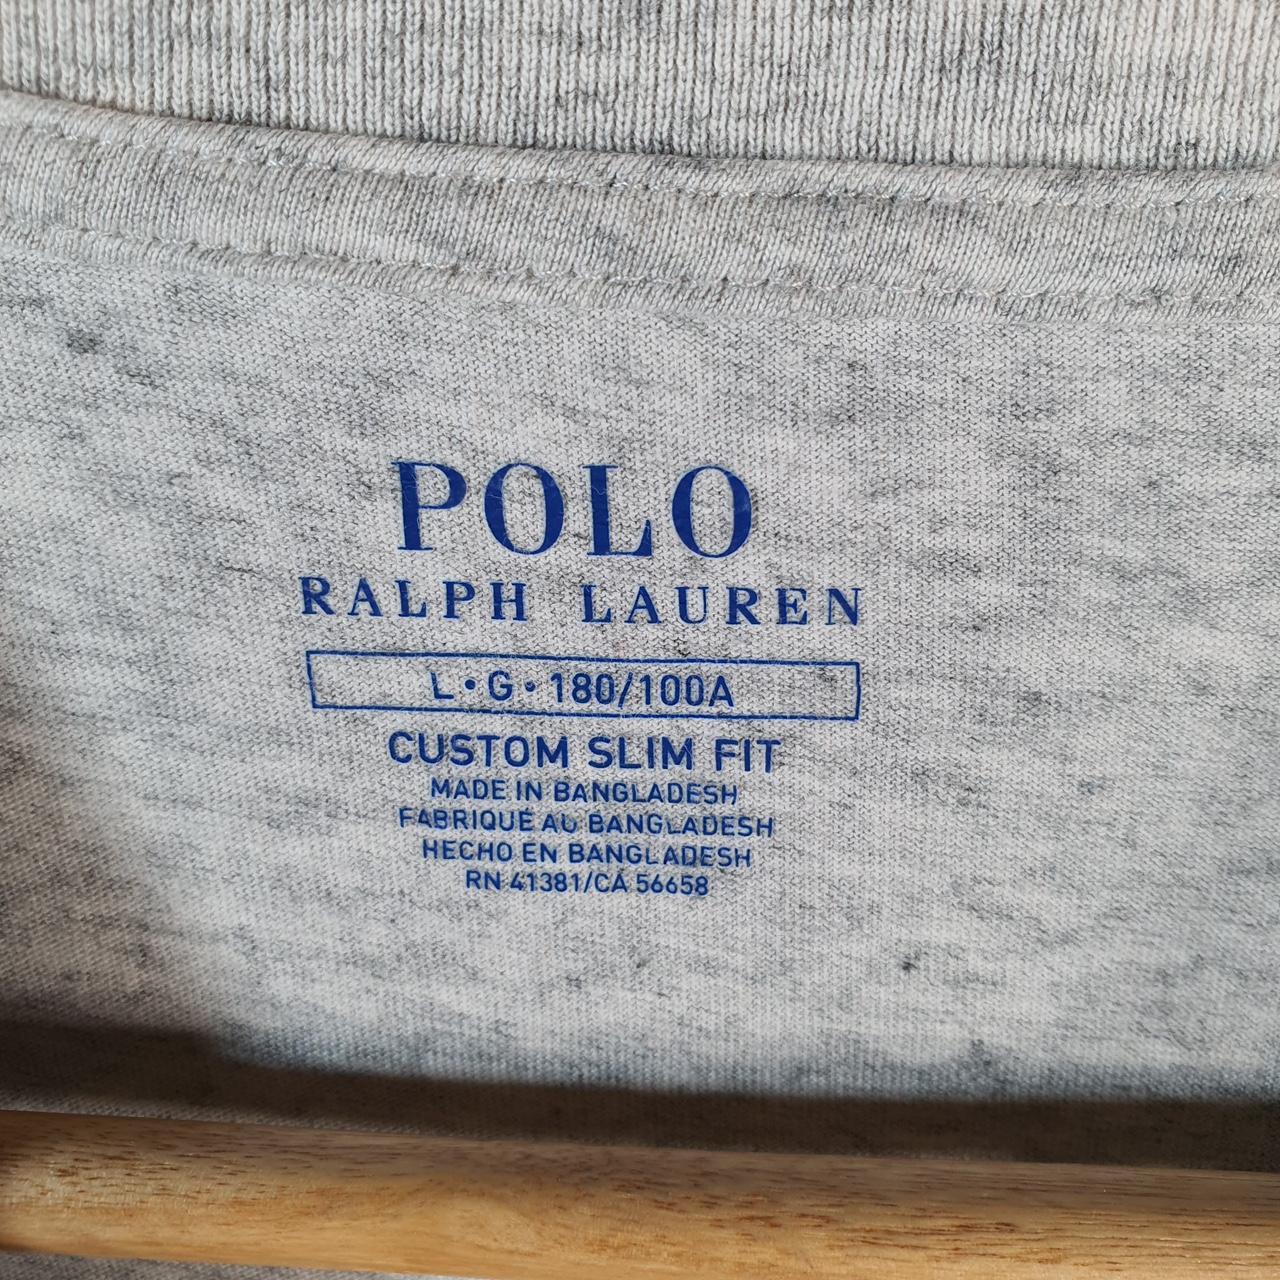 POLO
RALPH LAUREN
L•G•180/100A
CUSTOM SLIM FIT
MADE IN BANGLADESH
FABRIQUÉ AU BANGLADESH
HECHO EN BANGLADESH
RN 41381/CA 56658